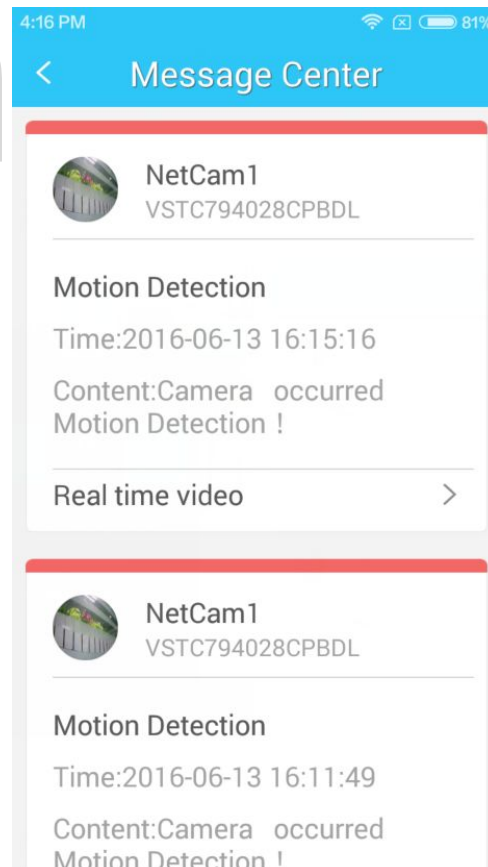 4:16 PM 81%
Message Center
NetCam1
VSTC794028CPBDL
Motion Detection
Time:2016-06-13 16:15:16
Content:Camera occurred
Motion Detection！
Real time video
NetCam1
VSTC794028CPBDL
Motion Detection
Time:2016-06-13 16:11:49
Content:Camera occurred
Motion Detection！